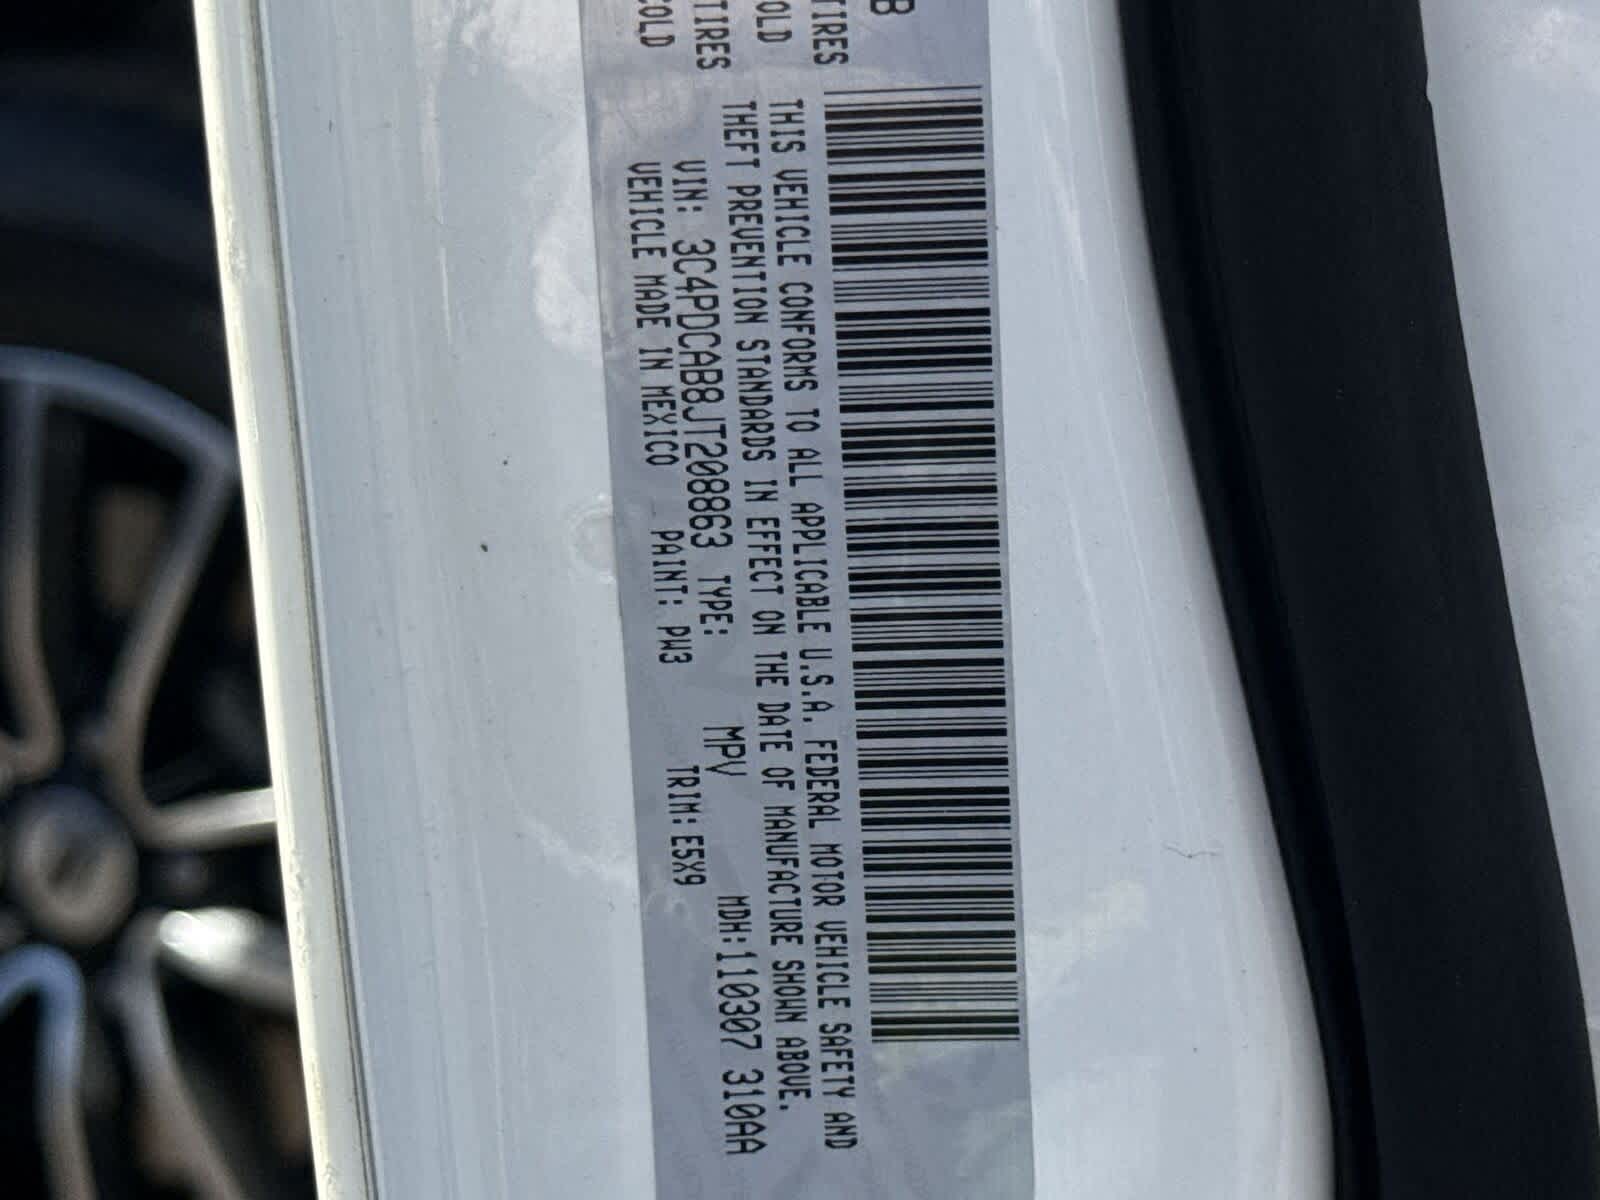 B
TIRES
OLD
TIRES
COLD
THIS VEHICLE CONFORMS TO ALL APPLICABLE U.S.A. FEDERAL MOTOR VEHICLE SAFETY AND
THEFT PREVENTION STANDARDS IN EFFECT ON THE DATE OF MANUFACTURE SHOWN ABOVE.
VIN: 3C4PDCAB8JT208863 TYPE: MPV MDH:110307 310AA
VEHICLE MADE IN MEXICO PAINT: PW3 TRIM: E5X9